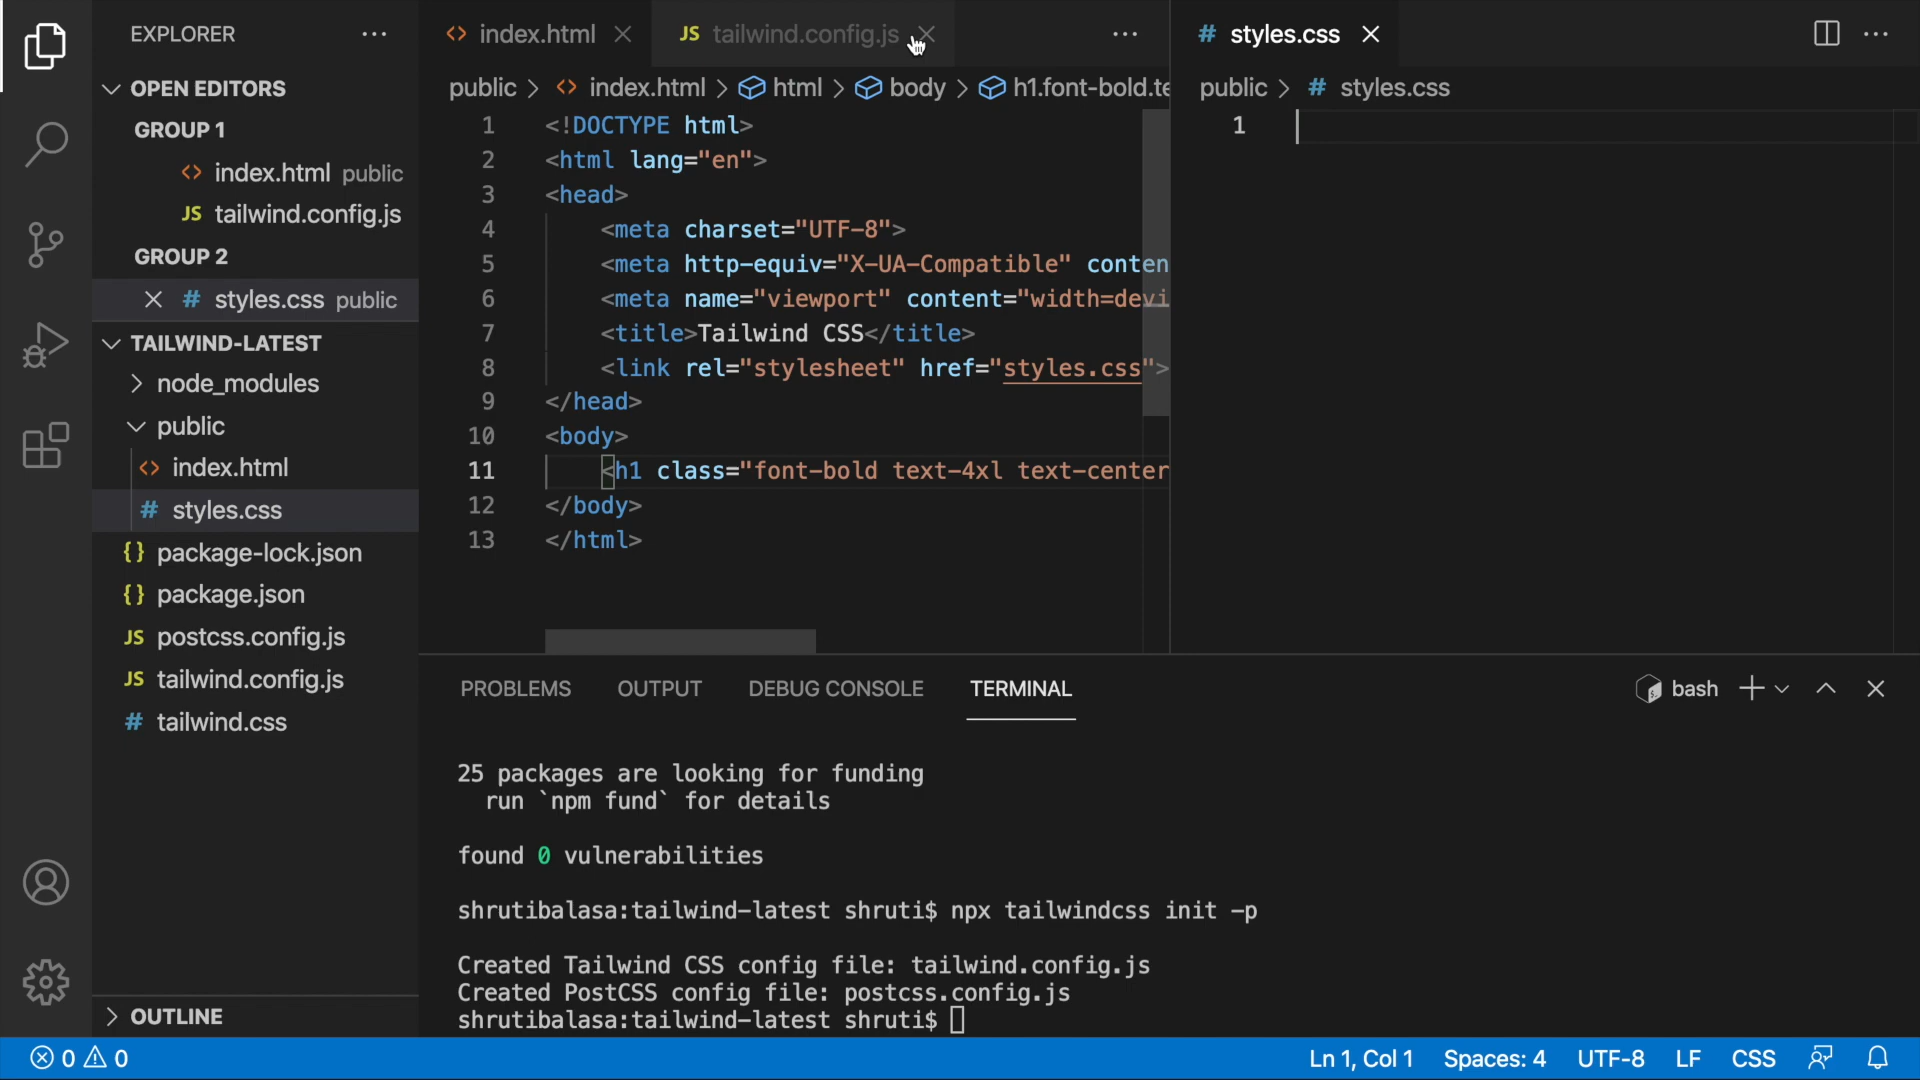 EXPLORER
OPEN EDITORS
GROUP 1
index.html public
JS tailwind.config.js
GROUP 2
# styles.css public
TAILWIND-LATEST
node_modules
public
<> index.html
# styles.css
{} package-lock.json
{} package.json
JS postcss.config.js
JS tailwind.config.js
# tailwind.css
OUTLINE
<> index.html
JS tailwind.config.js
public > <> index.html > html > body > h1.font-bold.te
1 <!DOCTYPE html>
2 <html lang="en">
3 <head>
4 <meta charset="UTF-8">
5 <meta http-equiv="X-UA-Compatible" conten
6 <meta name="viewport" content="width=devi
7 <title>Tailwind CSS</title>
8 <link rel="stylesheet" href="styles.css">
9 </head>
10 <body>
11 <h1 class="font-bold text-4xl text-center
12 </body>
13 </html>
# styles.css
public > # styles.css
1
PROBLEMS OUTPUT DEBUG CONSOLE TERMINAL
bash
25 packages are looking for funding
run `npm fund` for details
found 0 vulnerabilities
shrutibalasa:tailwind-latest shruti$ npx tailwindcss init -p
Created Tailwind CSS config file: tailwind.config.js
Created PostCSS config file: postcss.config.js
shrutibalasa:tailwind-latest shruti$
0 0
Ln 1, Col 1 Spaces: 4 UTF-8 LF CSS